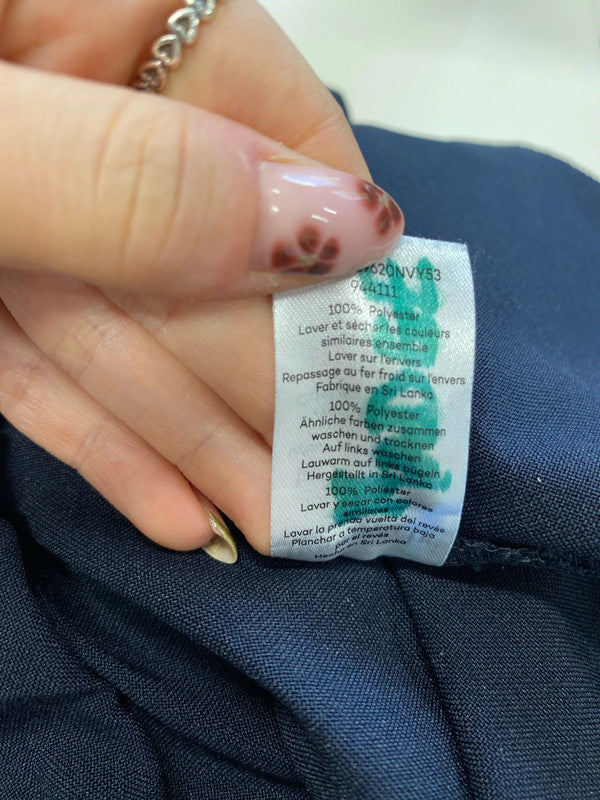 620NVY53
944111
100% Polyester
Laver et sécher les couleurs
similaires ensemble
Laver sur l'envers
Repassage au fer froid sur l'envers
Fabrique en Sri Lanka
100% Polyester
Ähnliche farben zusammen
waschen und trocknen
Auf links waschen
Lauwarm auf links bügeln
Hergestellt in Sri Lanka
100% Poliéster
Lavar y secar con colores
similares
Lavar la prenda vuelta del revés
Planchar a temperatura baja
por el revés
Hecho en Sri Lanka